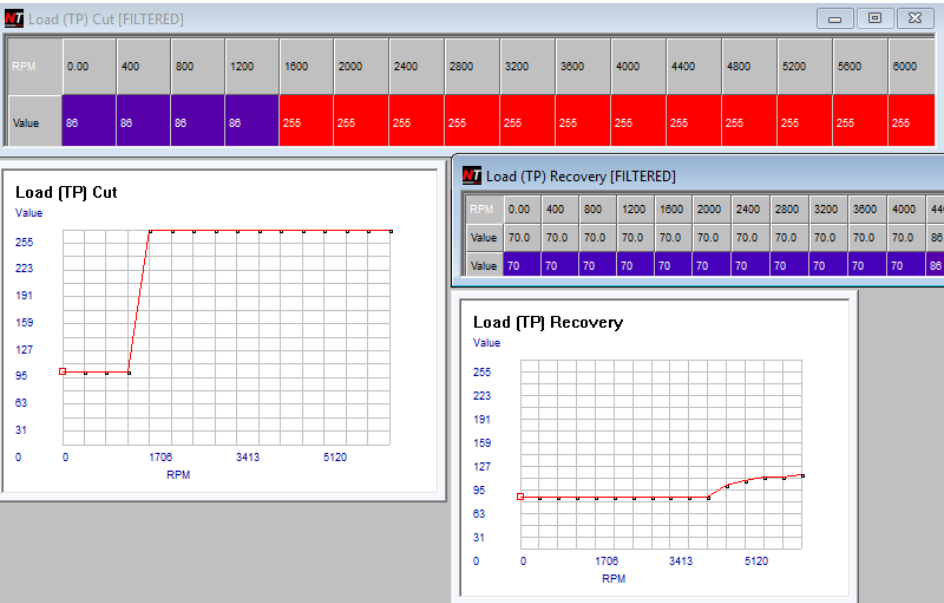 NT Load (TP) Cut [FILTERED]
RPM 0.00 400 800 1200 1600 2000 2400 2800 3200 3600 4000 4400 4800 5200 5600 6000
Value 86 86 86 86 255 255 255 255 255 255 255 255 255 255 255 255
Load (TP) Cut
Value
255
223
191
159
127
95
63
31
0 0 1706 3413 5120
RPM
NT Load (TP) Recovery [FILTERED]
RPM 0.00 400 800 1200 1600 2000 2400 2800 3200 3600 4000 44
Value 70.0 70.0 70.0 70.0 70.0 70.0 70.0 70.0 70.0 70.0 70.0 86
Value 70 70 70 70 70 70 70 70 70 70 70 86
Load (TP) Recovery
Value
255
223
191
159
127
95
63
31
0 0 1706 3413 5120
RPM